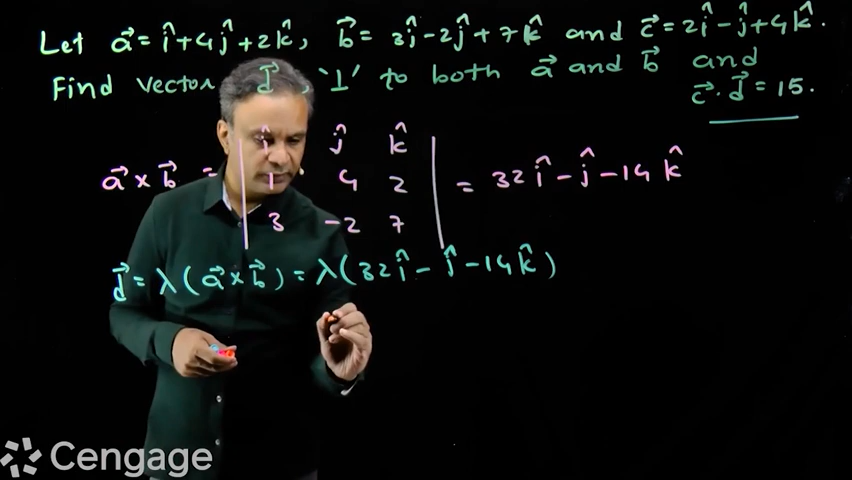 Let a⃗ = î + 4ĵ + 2k̂, b⃗ = 3î - 2ĵ + 7k̂ and c⃗ = 2î - ĵ + 4k̂.
Find vector d⃗, '⊥' to both a⃗ and b⃗ and
c⃗ · d⃗ = 15.
î ĵ k̂
a⃗ × b⃗ = | 1 4 2 | = 32î - ĵ - 14k̂
3 -2 7
d⃗ = λ(a⃗ × b⃗) = λ(32î - ĵ - 14k̂)
Cengage